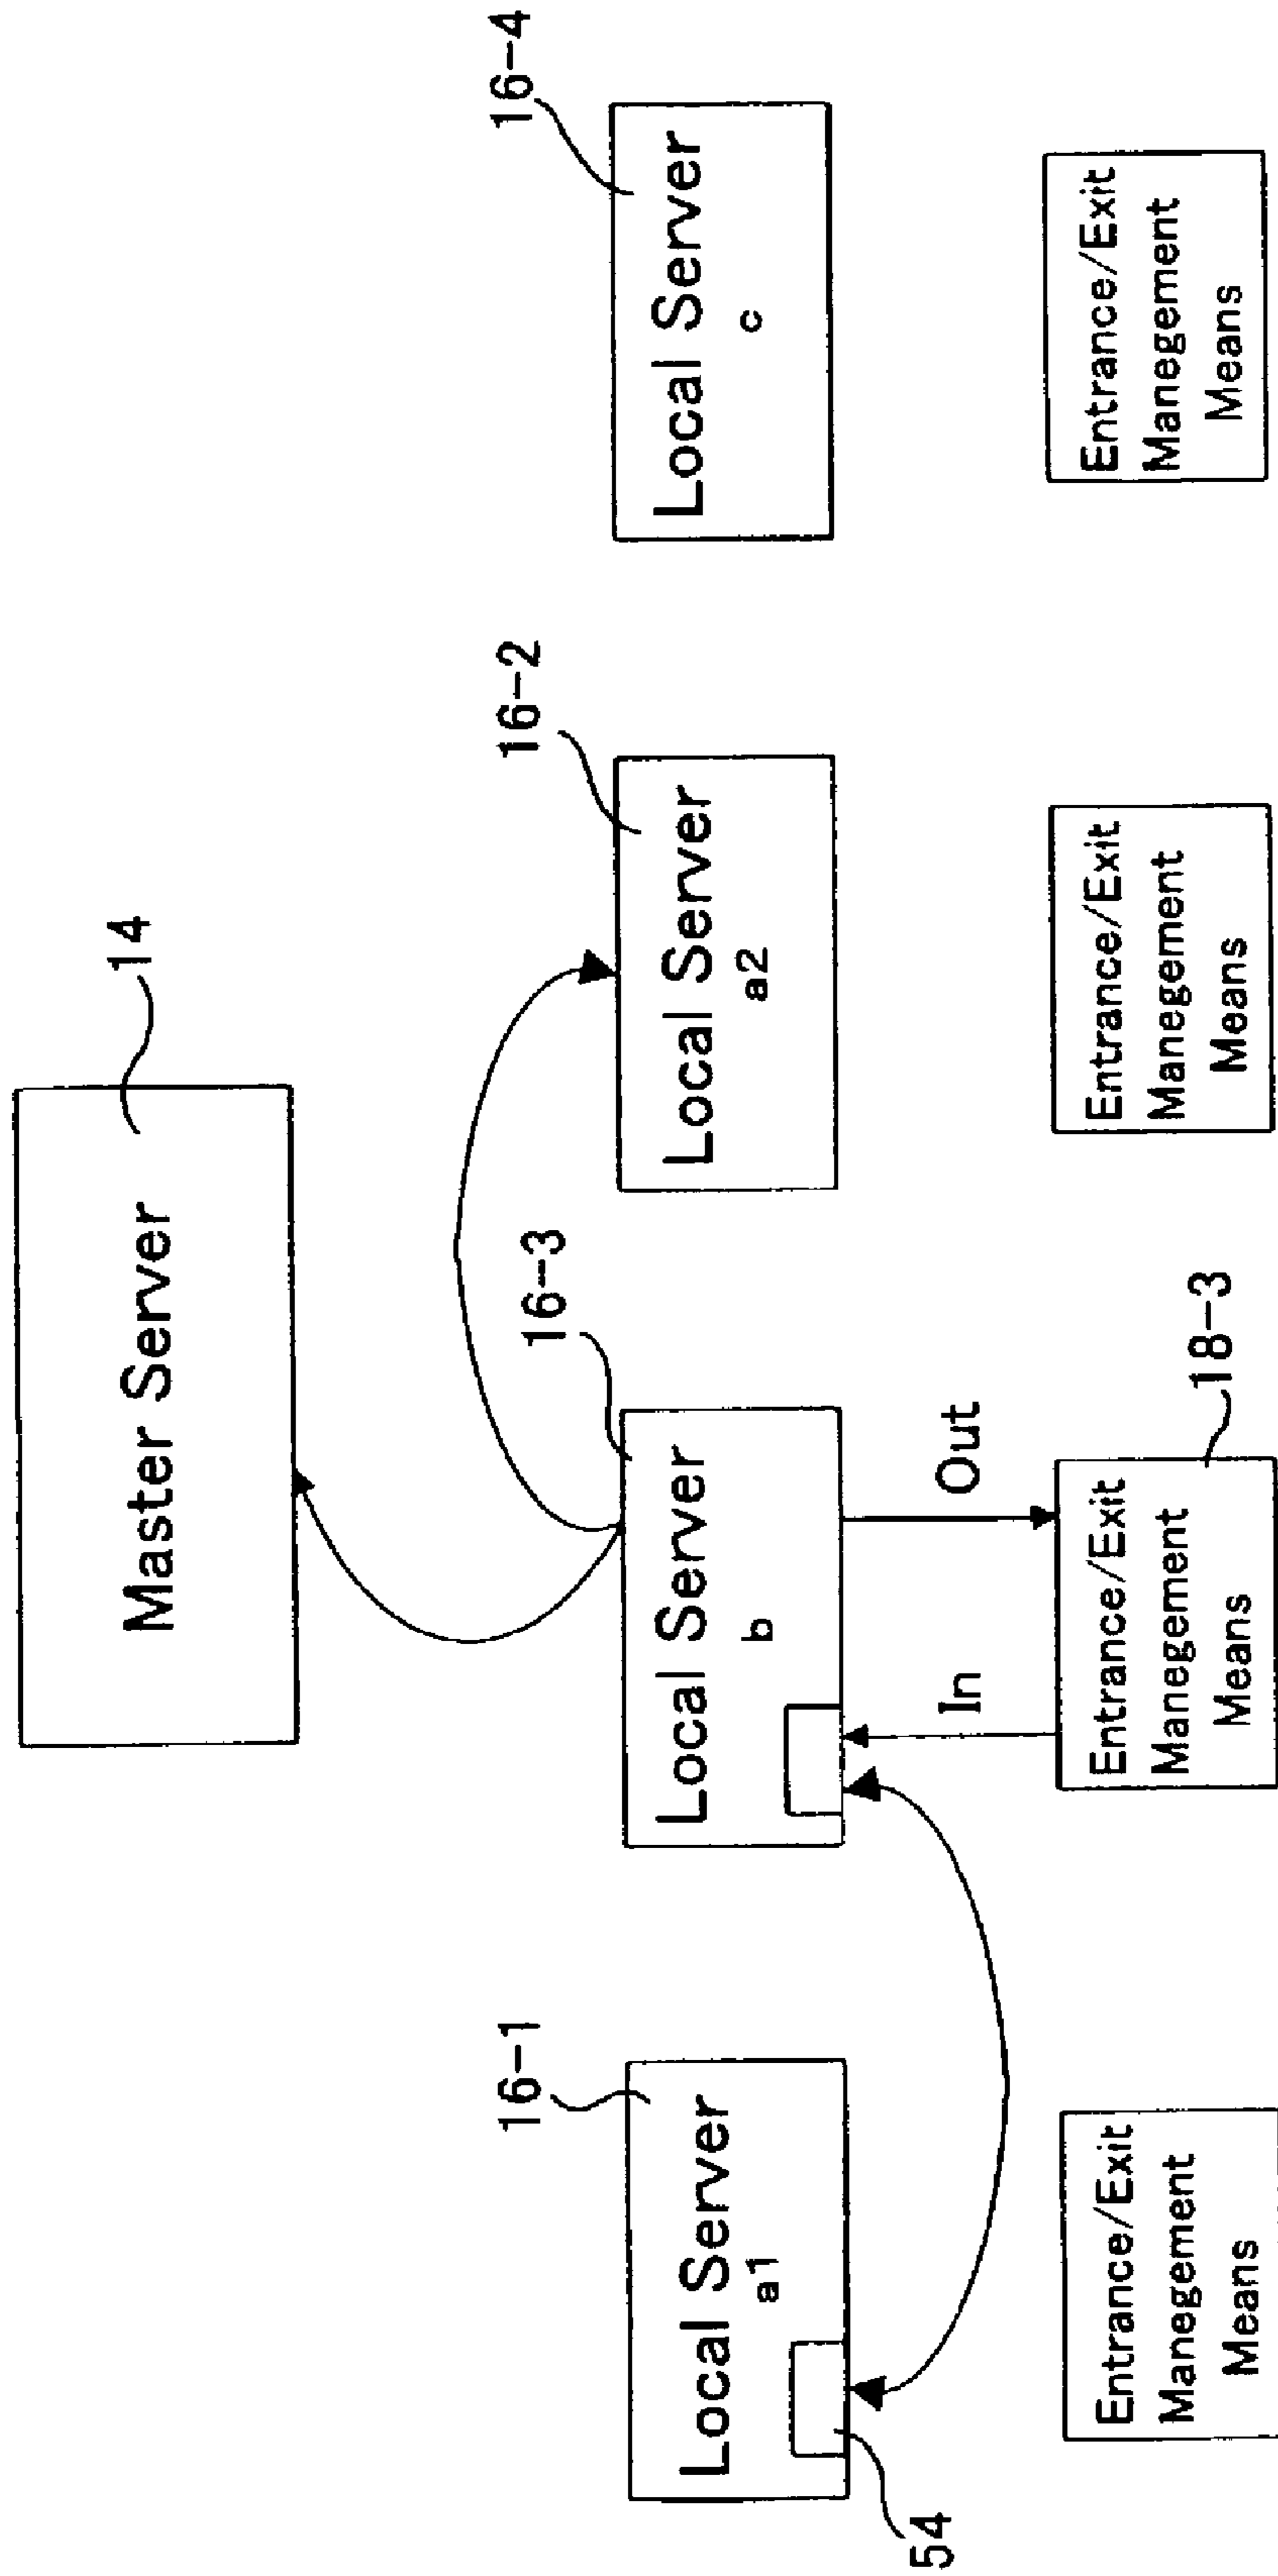 14
Master Server
16-1
16-3
16-2
16-4
Local Server
a1
Local Server
b
Local Server
a2
Local Server
c
54
In
Out
18-3
Entrance/Exit
Manegement
Means
Entrance/Exit
Manegement
Means
Entrance/Exit
Manegement
Means
Entrance/Exit
Manegement
Means